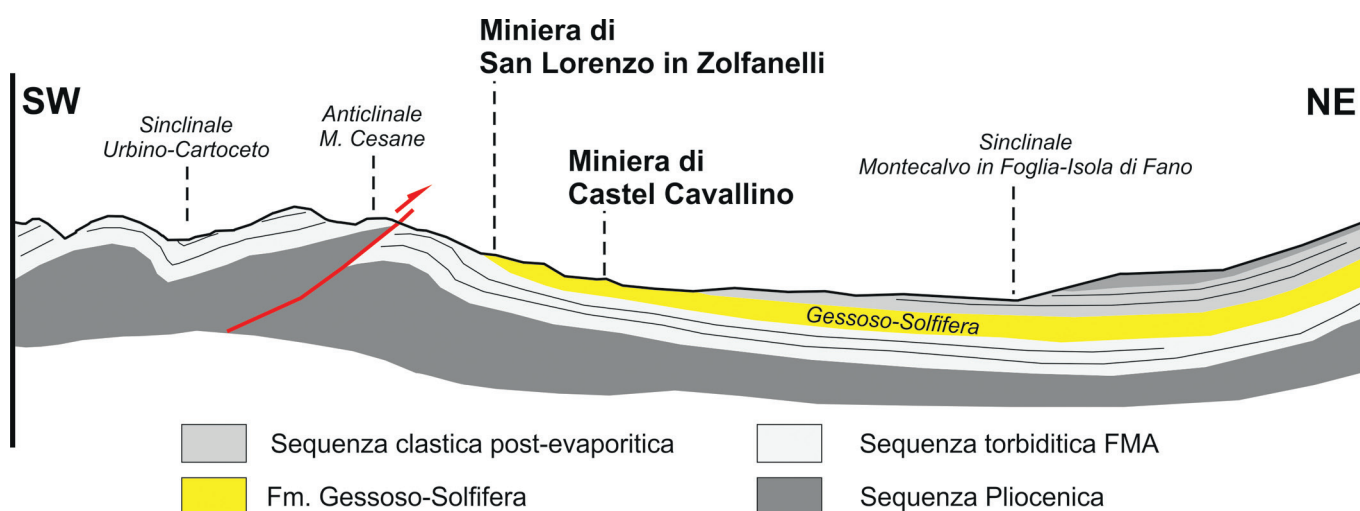 Miniera di
San Lorenzo in Zolfanelli
SW
NE
Sinclinale
Urbino-Cartoceto
Anticlinale
M. Cesane
Miniera di
Castel Cavallino
Sinclinale
Montecalvo in Foglia-Isola di Fano
Gessoso-Solfifera
Sequenza clastica post-evaporitica
Sequenza torbiditica FMA
Fm. Gessoso-Solfifera
Sequenza Pliocenica